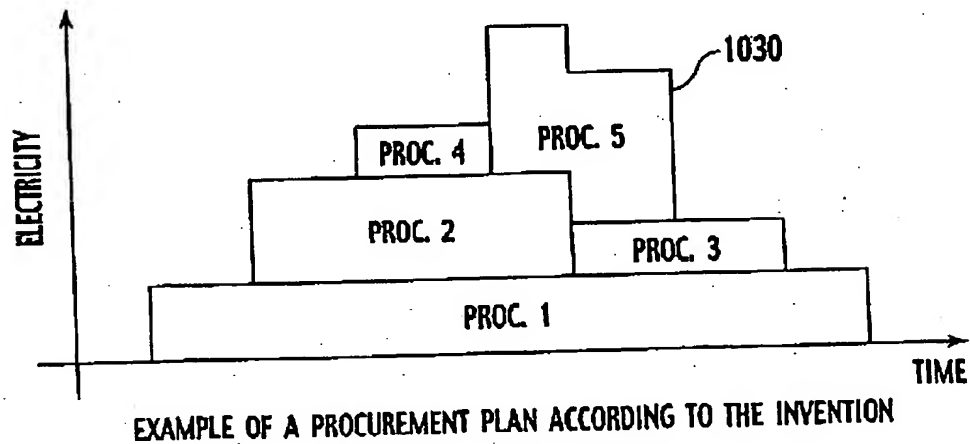 1030
ELECTRICITY
PROC. 4
PROC. 5
PROC. 2
PROC. 3
PROC. 1
TIME
EXAMPLE OF A PROCUREMENT PLAN ACCORDING TO THE INVENTION